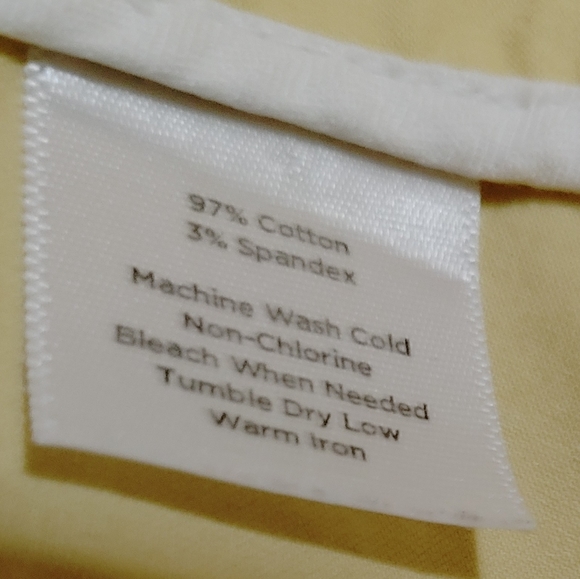 97% Cotton
3% Spandex
Machine Wash Cold
Non-Chlorine
Bleach When Needed
Tumble Dry Low
Warm Iron